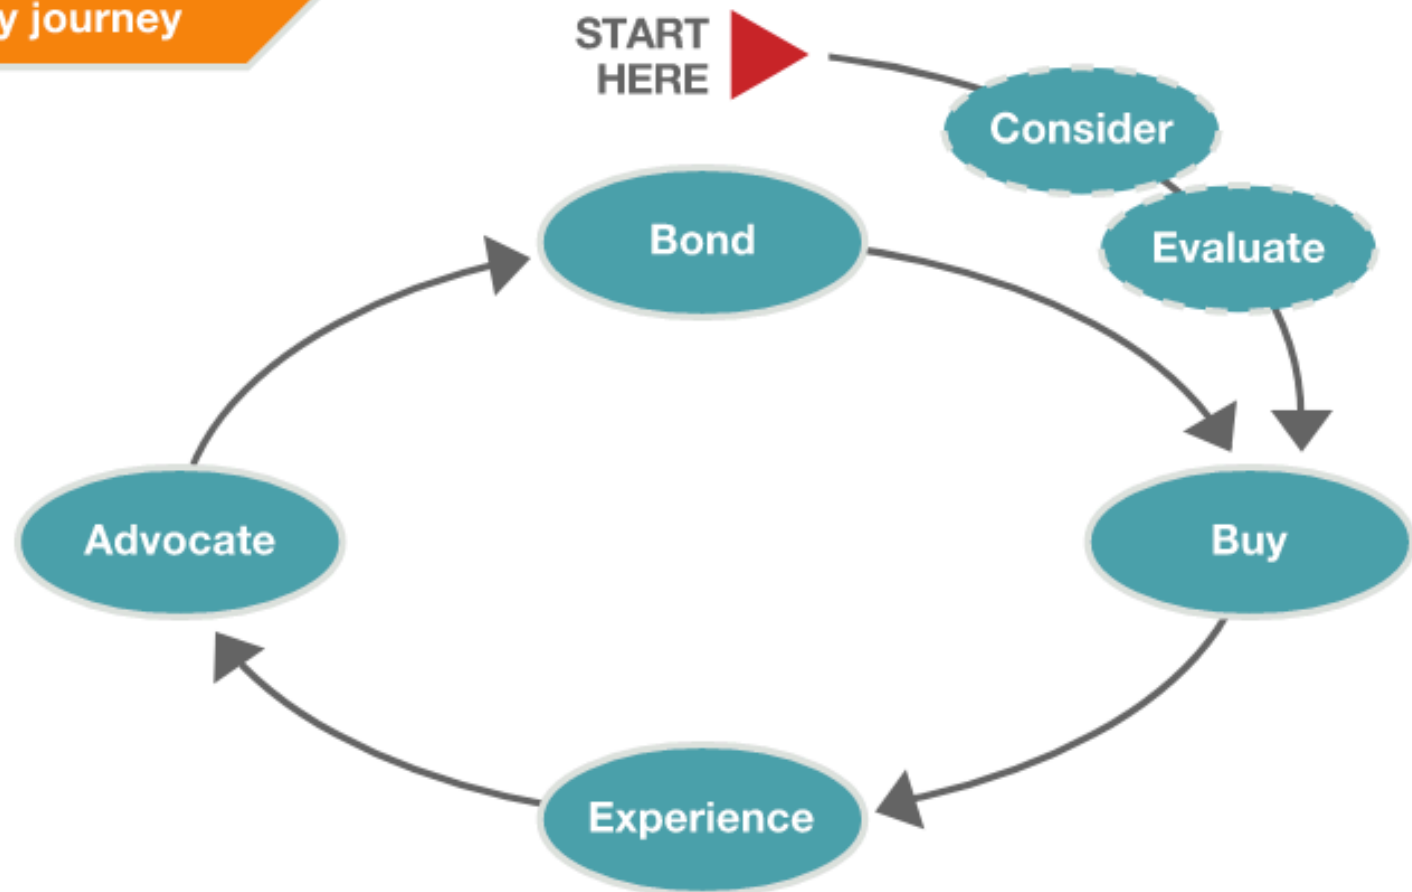 y journey
START
HERE
Consider
Evaluate
Bond
Buy
Advocate
Experience